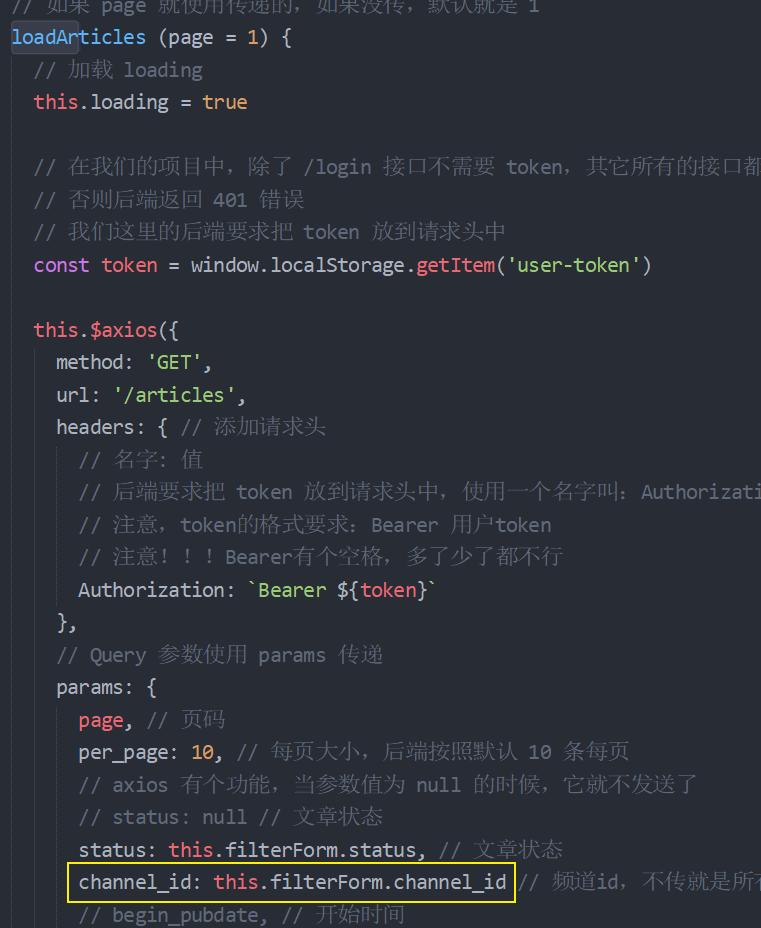 // 如果 page 就使用传递的，如果没传，默认就是 1
loadArticles (page = 1) {
// 加载 loading
this.loading = true
// 在我们的项目中，除了 /login 接口不需要 token，其它所有的接口都
// 否则后端返回 401 错误
// 我们这里的后端要求把 token 放到请求头中
const token = window.localStorage.getItem('user-token')
this.$axios({
method: 'GET',
url: '/articles',
headers: { // 添加请求头
// 名字: 值
// 后端要求把 token 放到请求头中，使用一个名字叫：Authorizati
// 注意，token的格式要求：Bearer 用户token
// 注意！！！Bearer有个空格，多了少了都不行
Authorization: `Bearer ${token}`
},
// Query 参数使用 params 传递
params: {
page, // 页码
per_page: 10, // 每页大小，后端按照默认 10 条每页
// axios 有个功能，当参数值为 null 的时候，它就不发送了
// status: null // 文章状态
status: this.filterForm.status, // 文章状态
channel_id: this.filterForm.channel_id // 频道id，不传就是所有
// begin_pubdate, // 开始时间